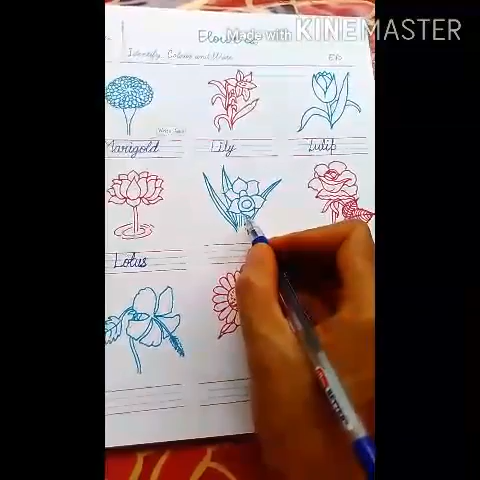 Made with KINEMASTER
Flowers
Identify, Colour and Write
Marigold
Lily
Tulip
Lotus